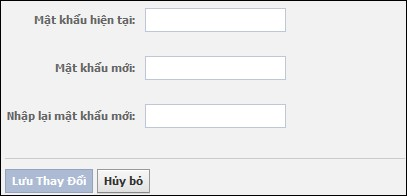 Mật khẩu hiện tại:
Mật khẩu mới:
Nhập lại mật khẩu mới:
Lưu Thay Đổi Hủy bỏ